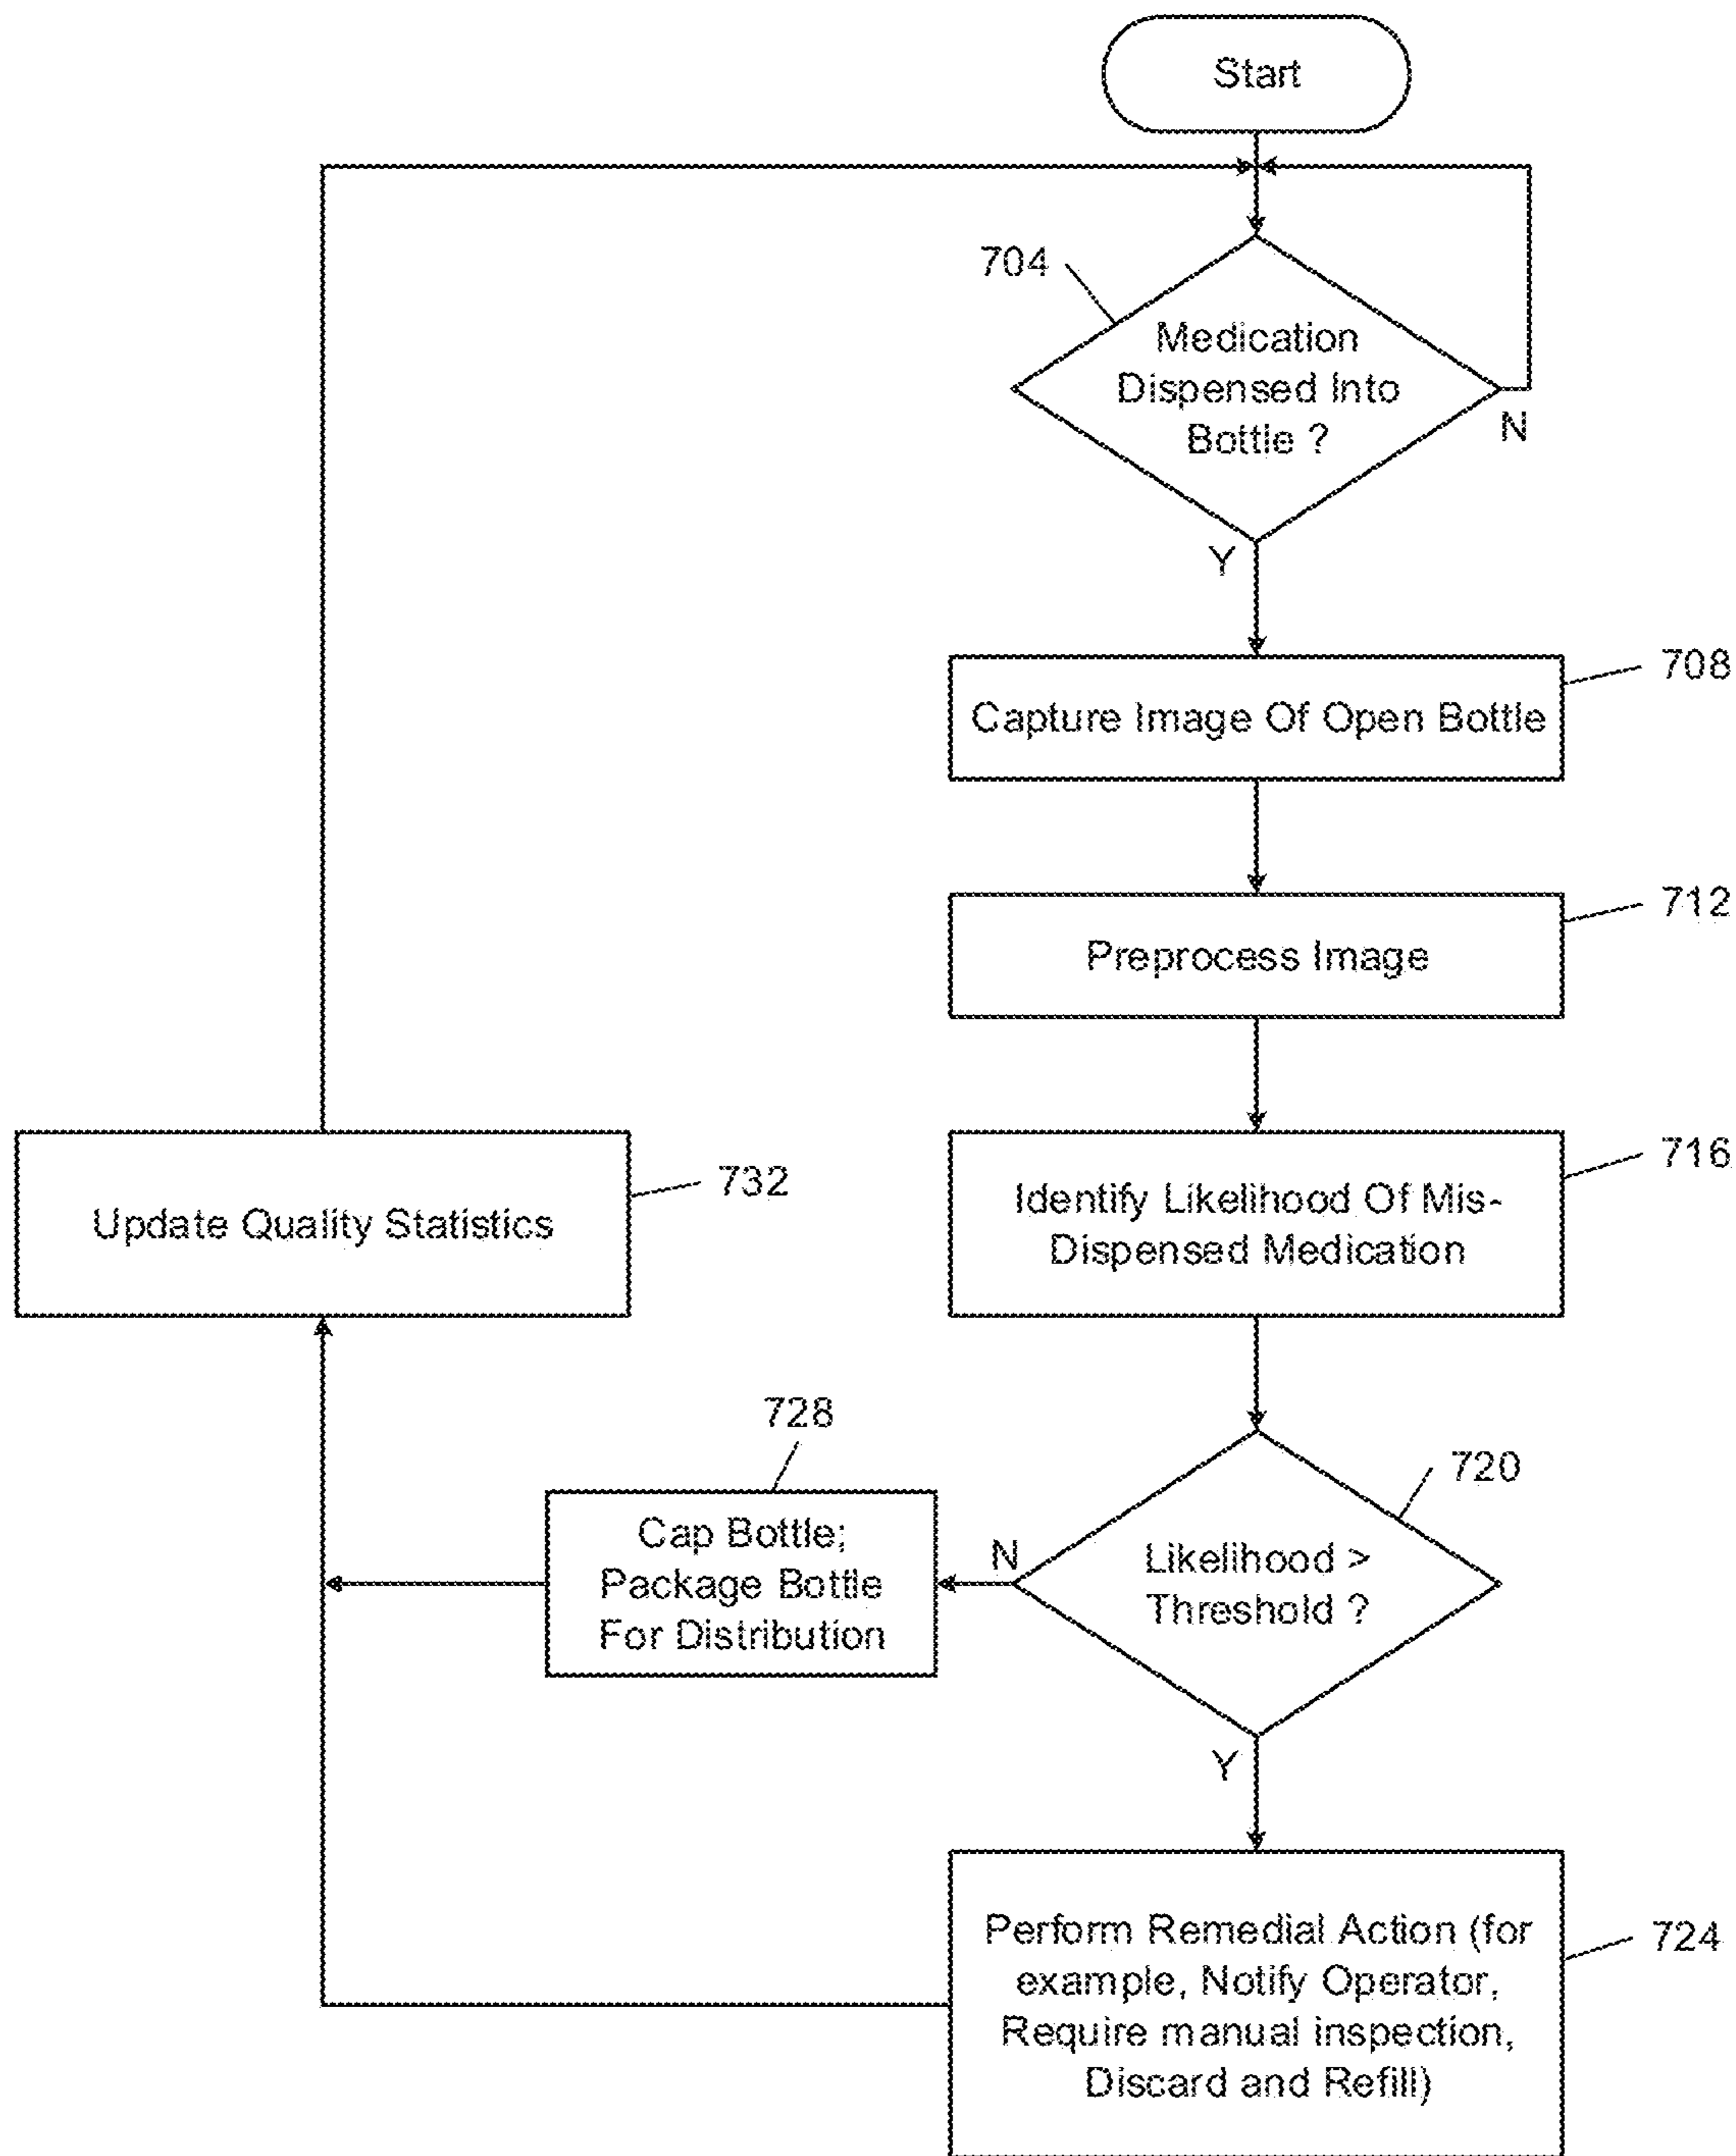 Start
704
Medication
Dispensed Into
Bottle ?
N
Y
708
Capture Image Of Open Bottle
712
Preprocess Image
716
Identify Likelihood Of Mis-
Dispensed Medication
732
Update Quality Statistics
728
Cap Bottle;
Package Bottle
For Distribution
720
N
Likelihood >
Threshold ?
Y
724
Perform Remedial Action (for
example, Notify Operator,
Require manual inspection,
Discard and Refill)